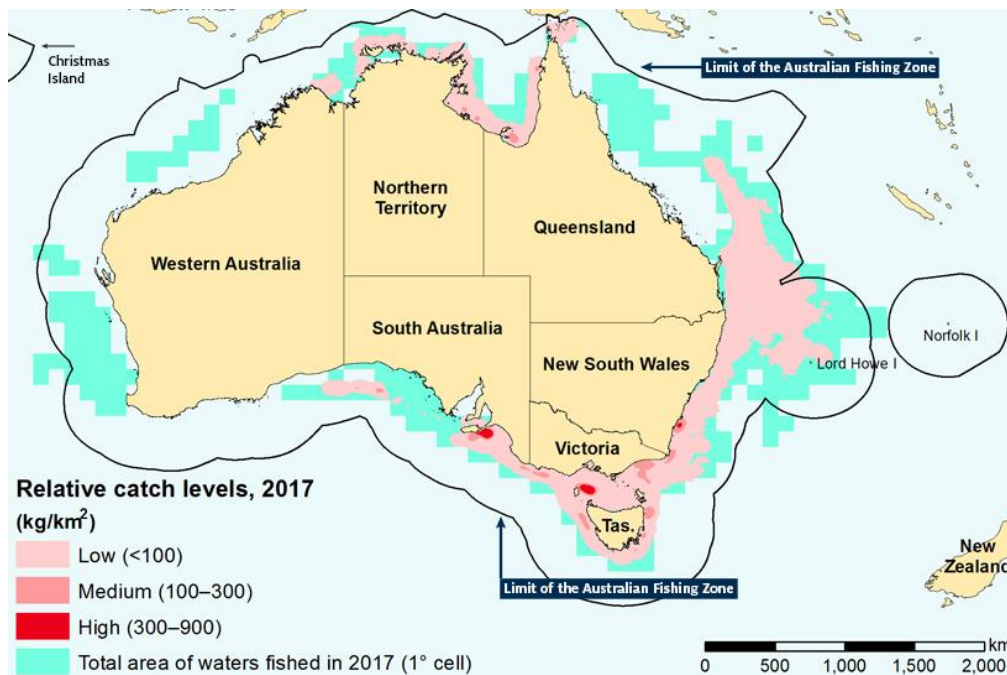 Christmas
Island
Limit of the Australian Fishing Zone
Northern
Territory
Queensland
Western Australia
South Australia
Norfolk I
New South Wales
Lord Howe I
Victoria
Relative catch levels, 2017
(kg/km²)
Tas.
New
Zealand
Low (<100)
Medium (100–300)
Limit of the Australian Fishing Zone
High (300–900)
km
Total area of waters fished in 2017 (1° cell)
0 500 1,000 1,500 2,000